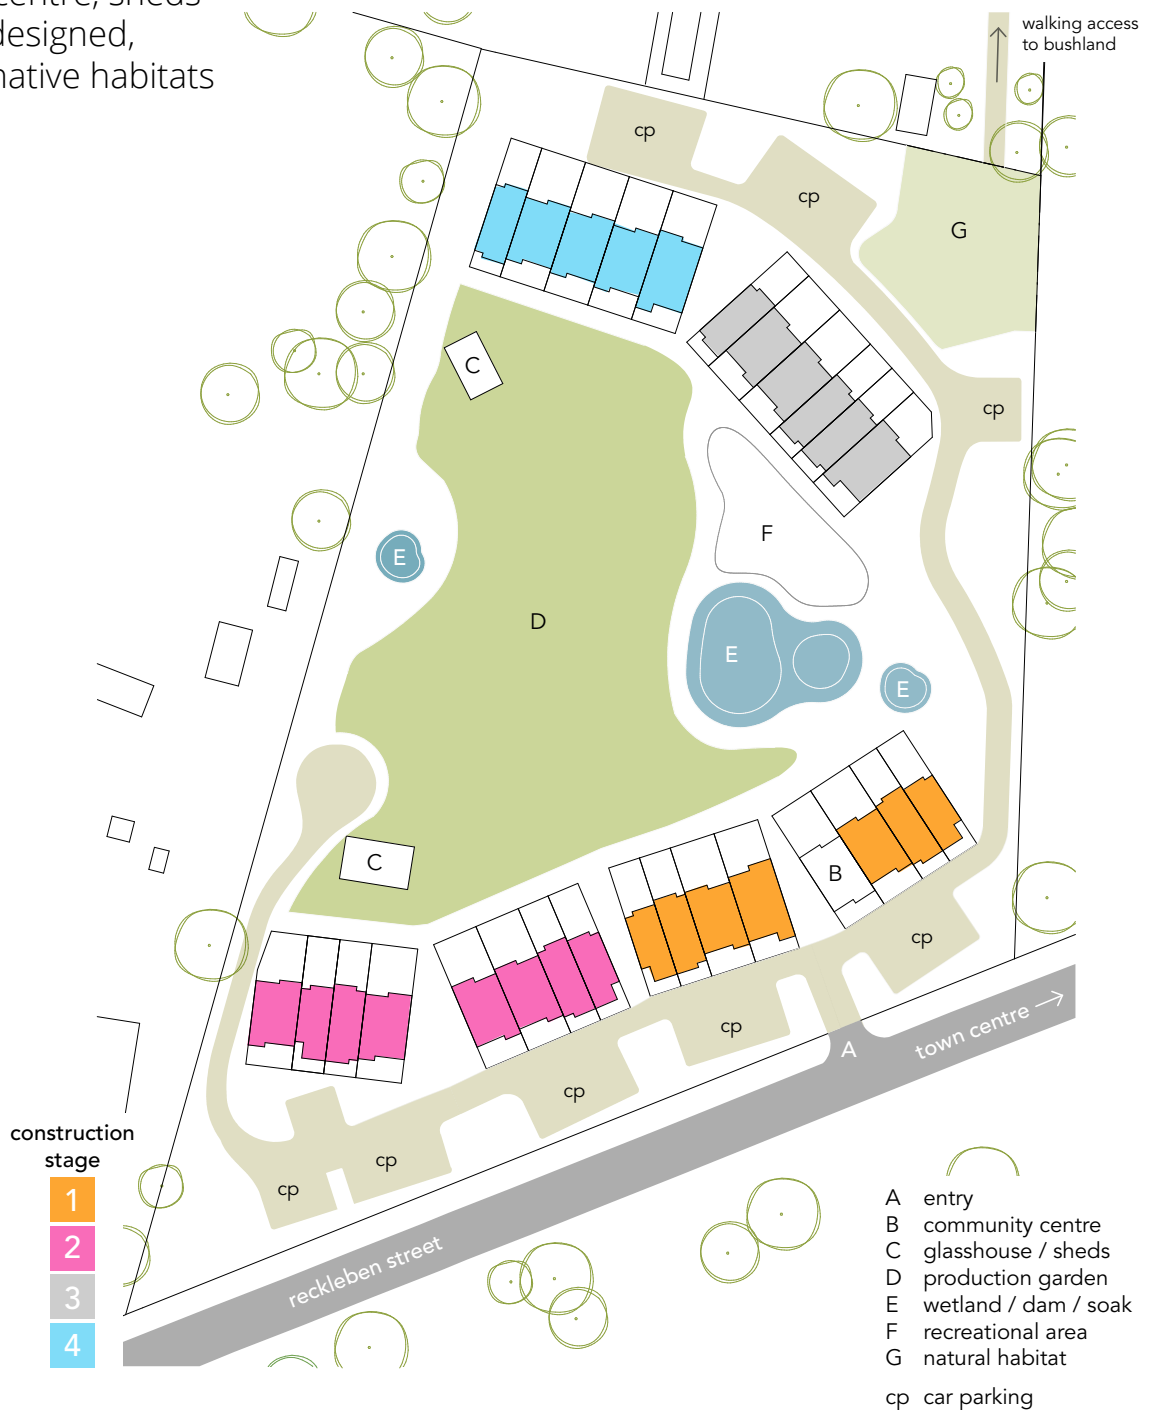 centre, sheds
designed,
native habitats
walking access
to bushland
cp
cp
G
C
cp
F
E
D
E
E
C
B
cp
cp
A
town centre
cp
cp
cp
reckleben street
construction
stage
1
2
3
4
A entry
B community centre
C glasshouse / sheds
D production garden
E wetland / dam / soak
F recreational area
G natural habitat
cp car parking